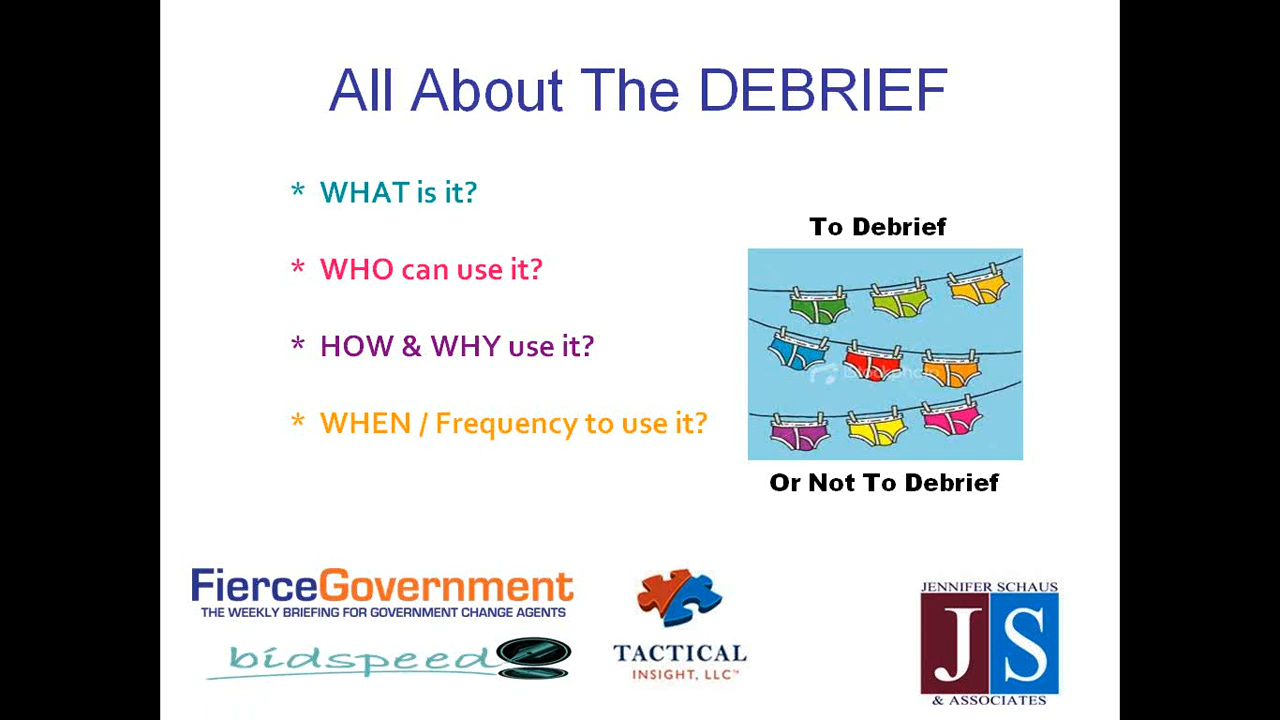 All About The DEBRIEF
* WHAT is it?
* WHO can use it?
* HOW & WHY use it?
* WHEN / Frequency to use it?
To Debrief
Or Not To Debrief
FierceGovernment
THE WEEKLY BRIEFING FOR GOVERNMENT CHANGE AGENTS
bidspeed
TACTICAL
INSIGHT, LLC™
JENNIFER SCHAUS
JS
& ASSOCIATES